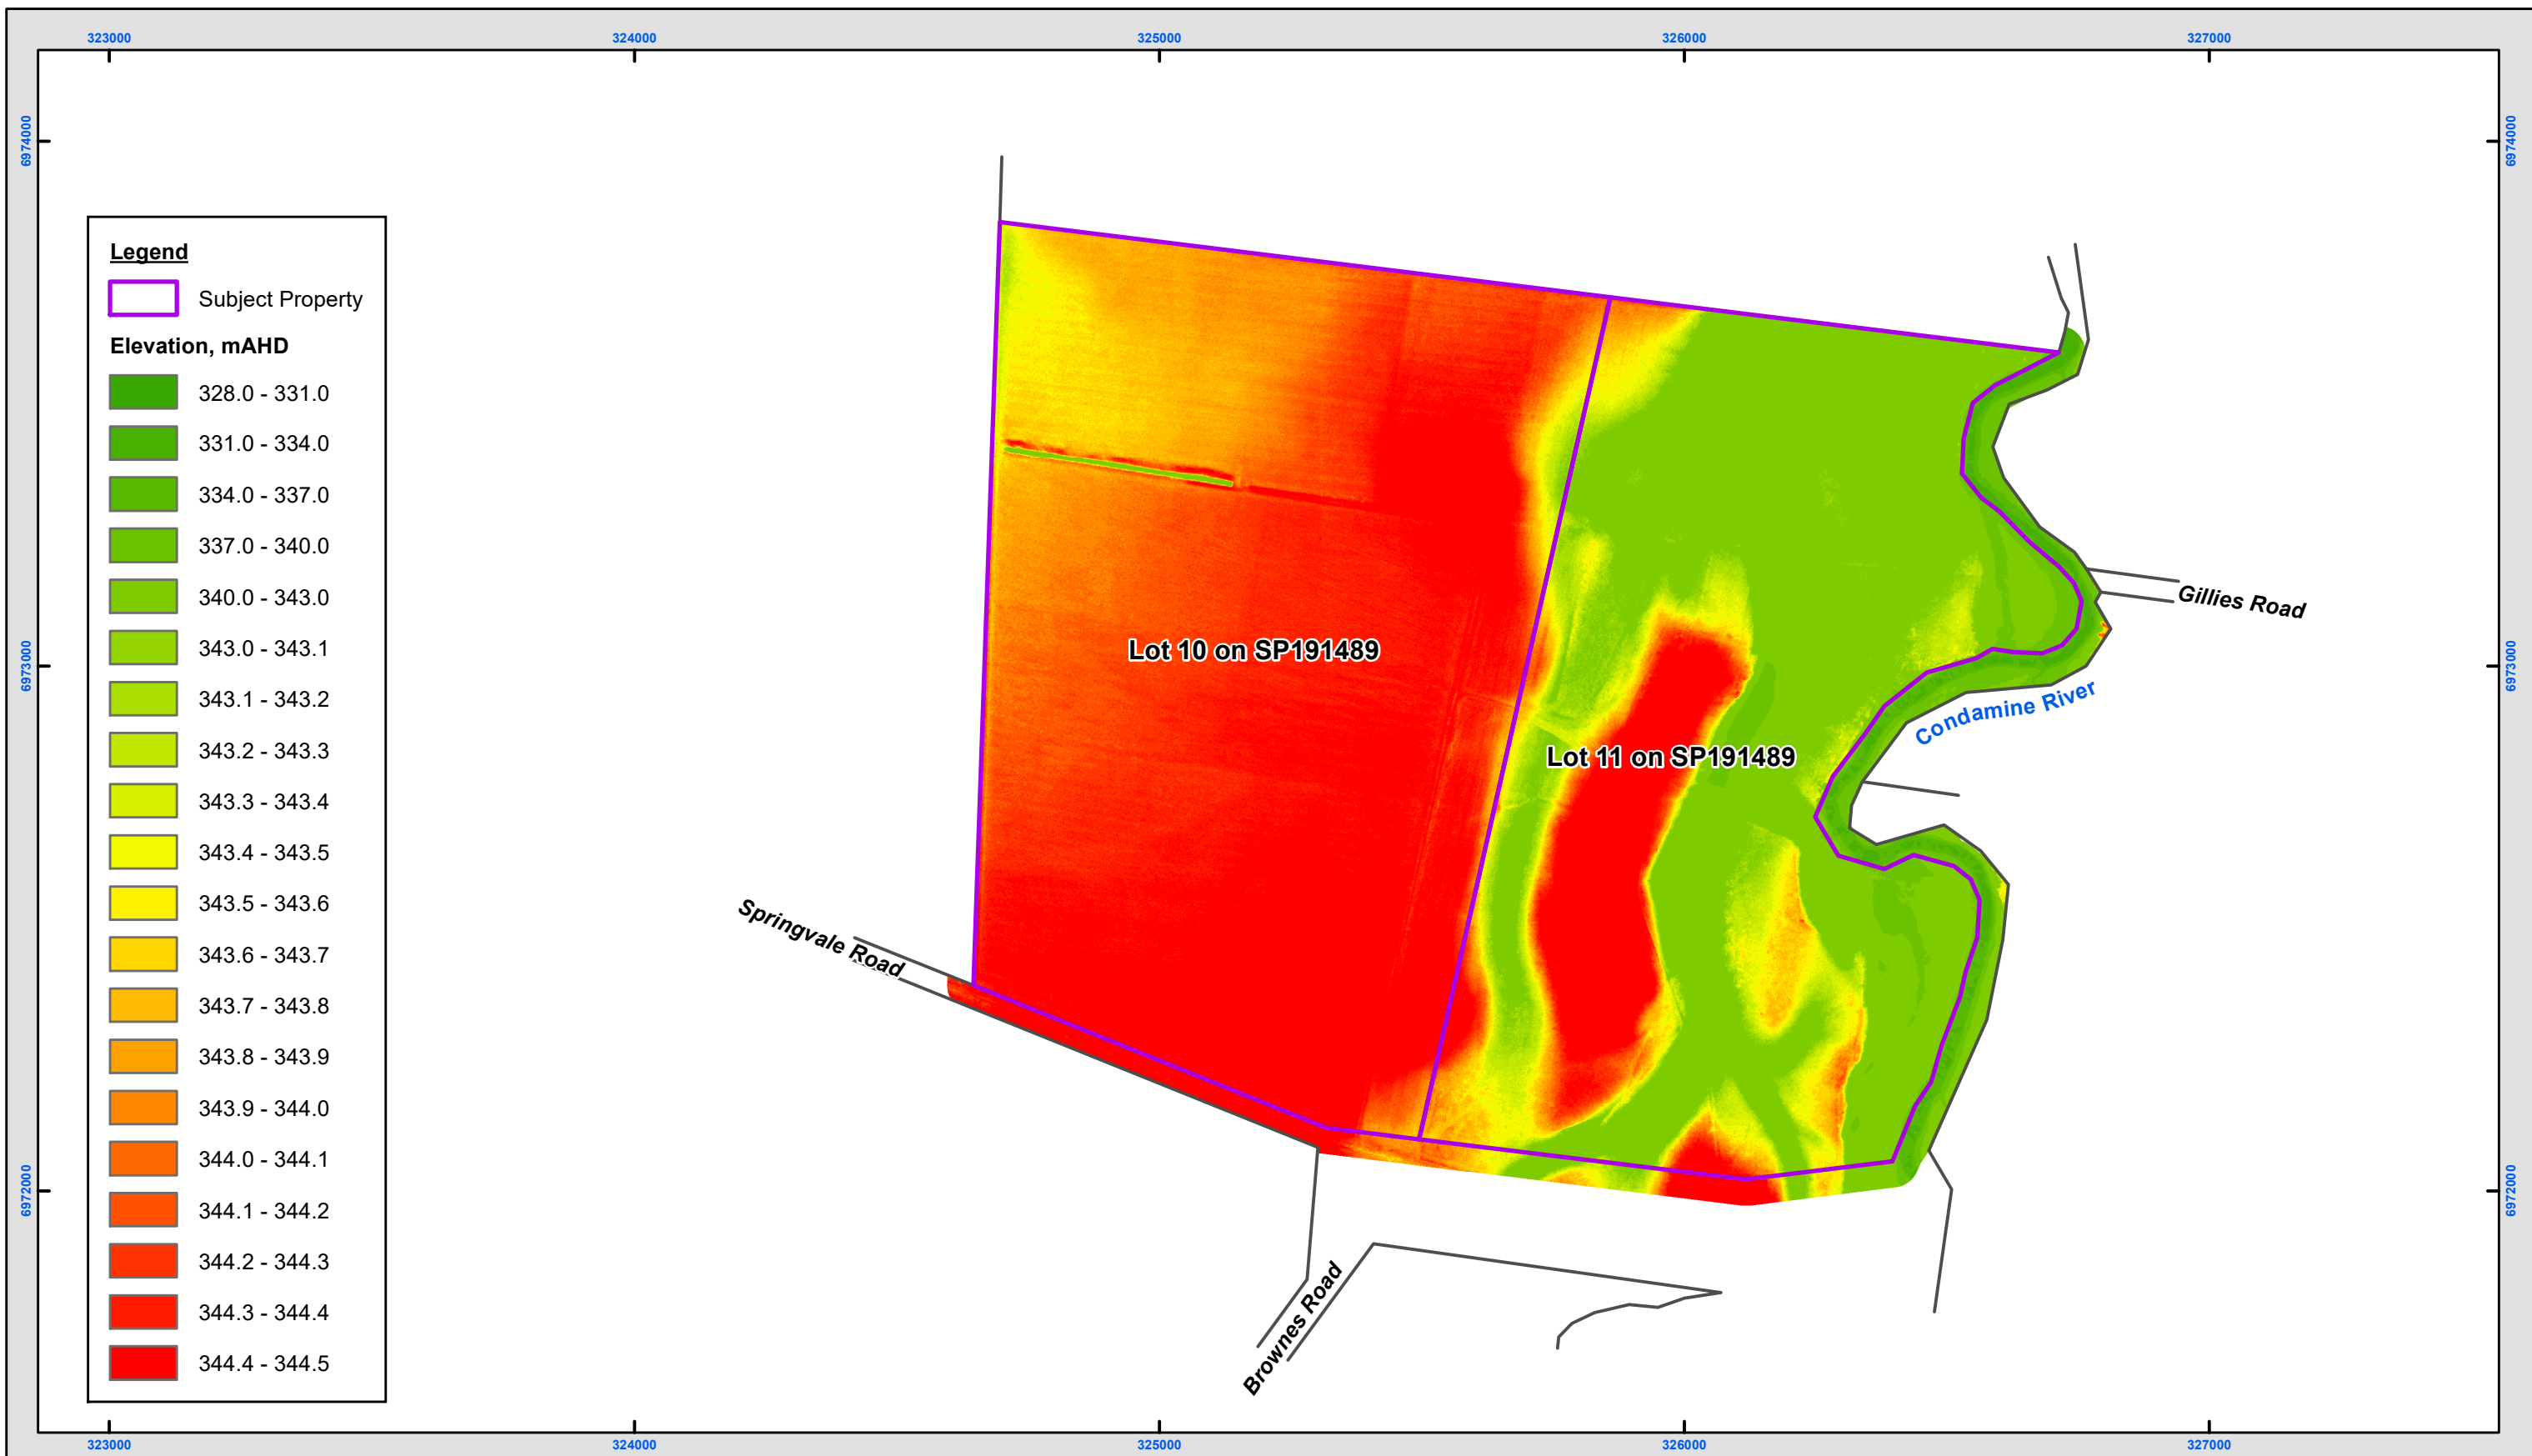 323000
324000
325000
326000
327000
6974000
6974000
Legend
Subject Property
Elevation, mAHD
328.0 - 331.0
331.0 - 334.0
334.0 - 337.0
337.0 - 340.0
340.0 - 343.0
343.0 - 343.1
343.1 - 343.2
343.2 - 343.3
343.3 - 343.4
343.4 - 343.5
343.5 - 343.6
343.6 - 343.7
343.7 - 343.8
343.8 - 343.9
343.9 - 344.0
344.0 - 344.1
344.1 - 344.2
344.2 - 344.3
344.3 - 344.4
344.4 - 344.5
Gillies Road
Lot 10 on SP191489
6973000
6973000
Condamine River
Lot 11 on SP191489
Springvale Road
6972000
6972000
Brownes Road
323000
324000
325000
326000
327000